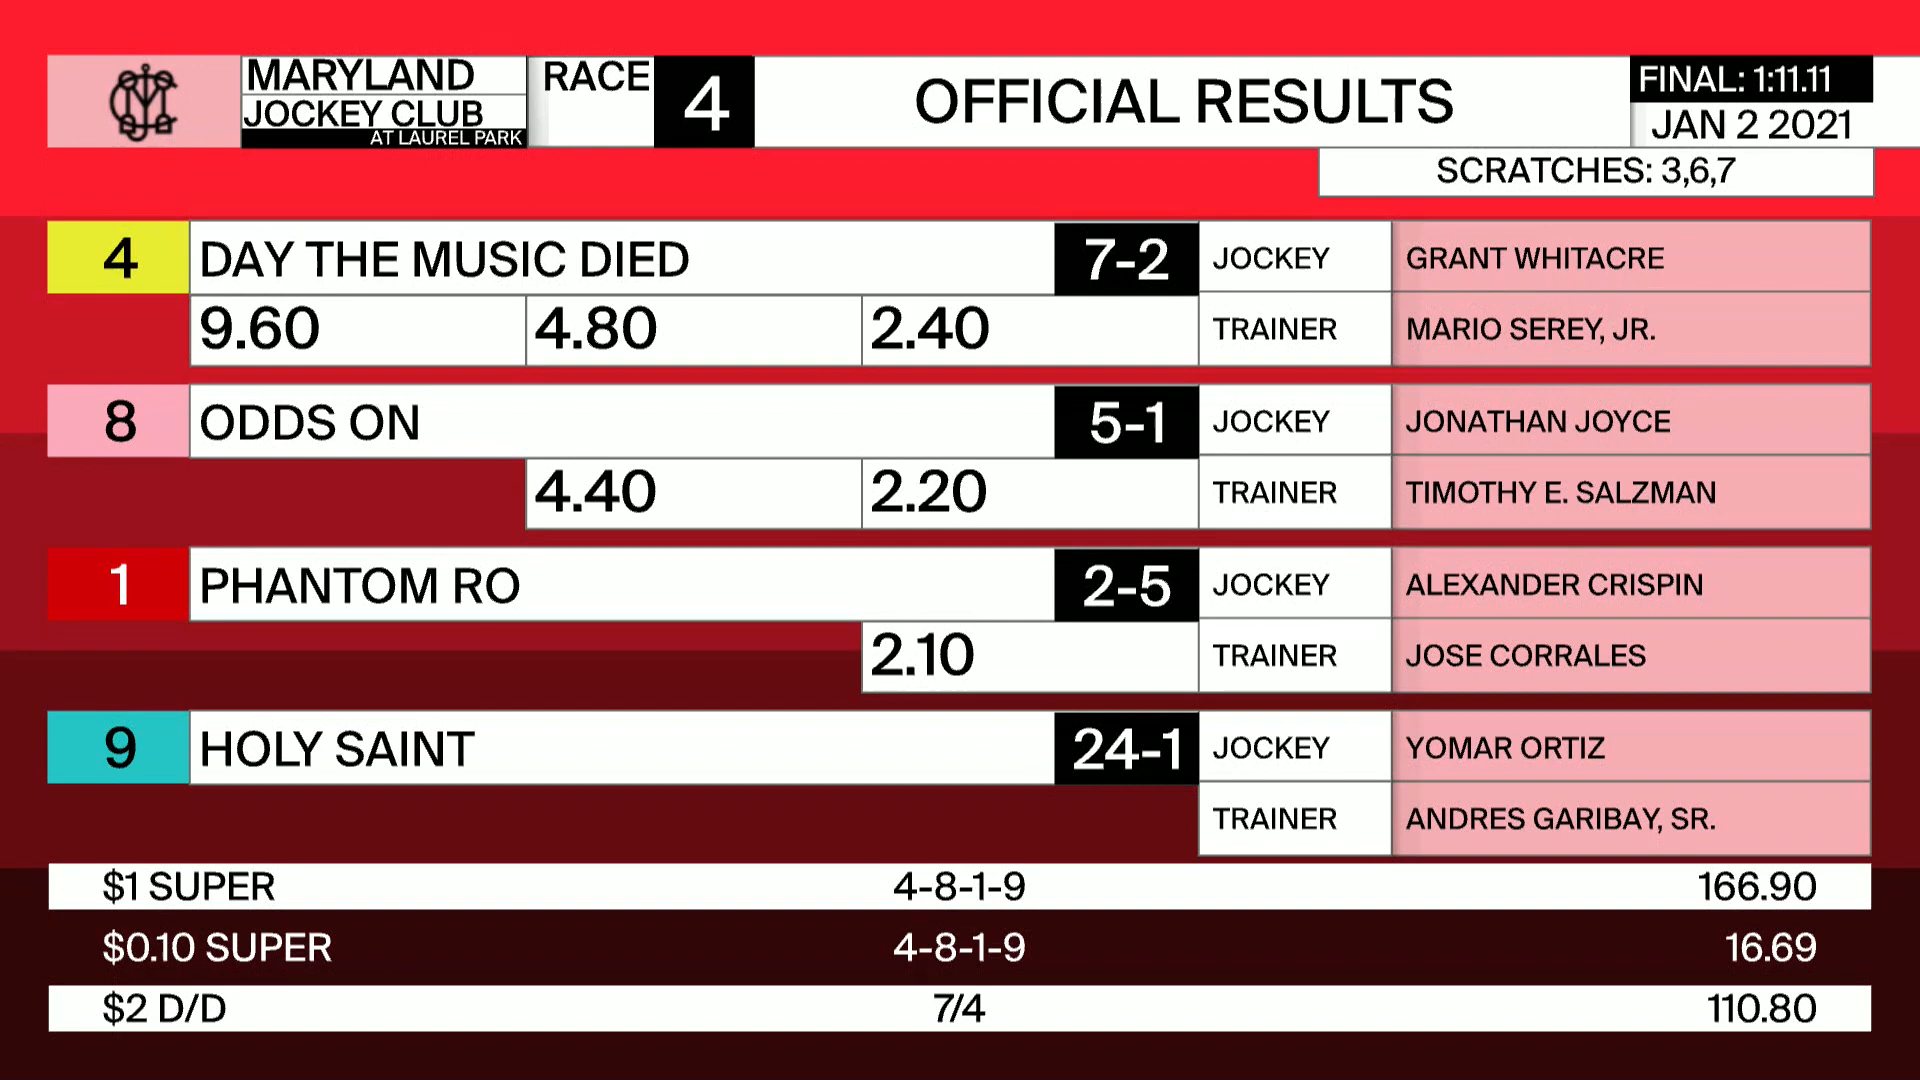 MARYLAND
JOCKEY CLUB
AT LAUREL PARK
RACE 4
OFFICIAL RESULTS
FINAL: 1:11.11
JAN 2 2021
SCRATCHES: 3,6,7
4 DAY THE MUSIC DIED 7-2 JOCKEY GRANT WHITACRE
9.60 4.80 2.40 TRAINER MARIO SEREY, JR.
8 ODDS ON 5-1 JOCKEY JONATHAN JOYCE
4.40 2.20 TRAINER TIMOTHY E. SALZMAN
1 PHANTOM RO 2-5 JOCKEY ALEXANDER CRISPIN
2.10 TRAINER JOSE CORRALES
9 HOLY SAINT 24-1 JOCKEY YOMAR ORTIZ
TRAINER ANDRES GARIBAY, SR.
$1 SUPER 4-8-1-9 166.90
$0.10 SUPER 4-8-1-9 16.69
$2 D/D 7/4 110.80